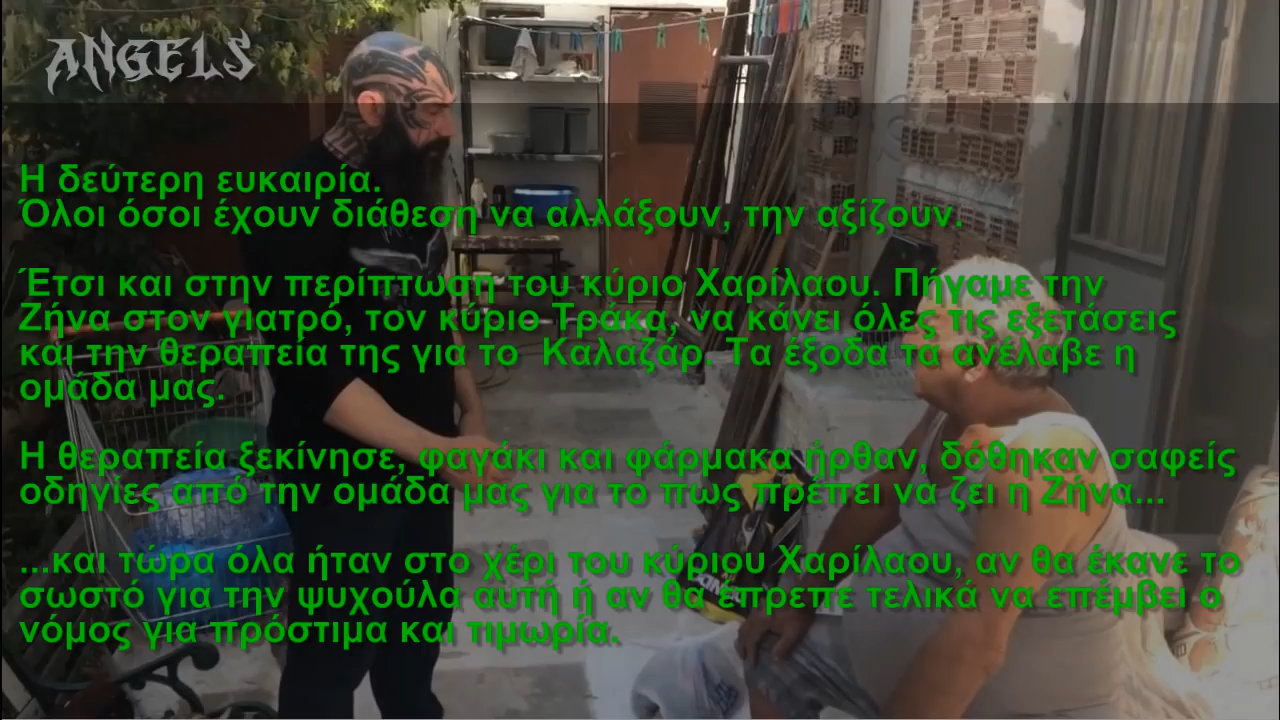 ANGELS
Η δεύτερη ευκαιρία.
Όλοι όσοι έχουν διάθεση να αλλάξουν, την αξίζουν.
Έτσι και στην περίπτωση του κύριο Χαρίλαου. Πήγαμε την
Ζήνα στον γιατρό, τον κύριο Τράκα, να κάνει όλες τις εξετάσεις
και την θεραπεία της για το Καλαζάρ. Τα έξοδα τα ανέλαβε η
ομάδα μας.
Η θεραπεία ξεκίνησε, φαγάκι και φάρμακα ήρθαν, δόθηκαν σαφείς
οδηγίες από την ομάδα μας για το πως πρέπει να ζει η Ζήνα...
...και τώρα όλα ήταν στο χέρι του κύριου Χαρίλαου, αν θα έκανε το
σωστό για την ψυχούλα αυτή ή αν θα έπρεπε τελικά να επέμβει ο
νόμος για πρόστιμα και τιμωρία.